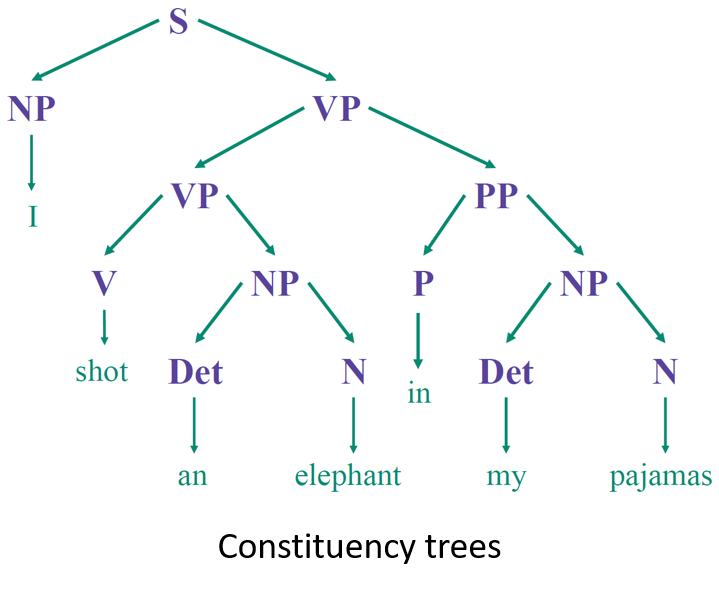 S
NP VP
VP PP
I
V NP P NP
shot Det N in Det N
an elephant my pajamas
Constituency trees